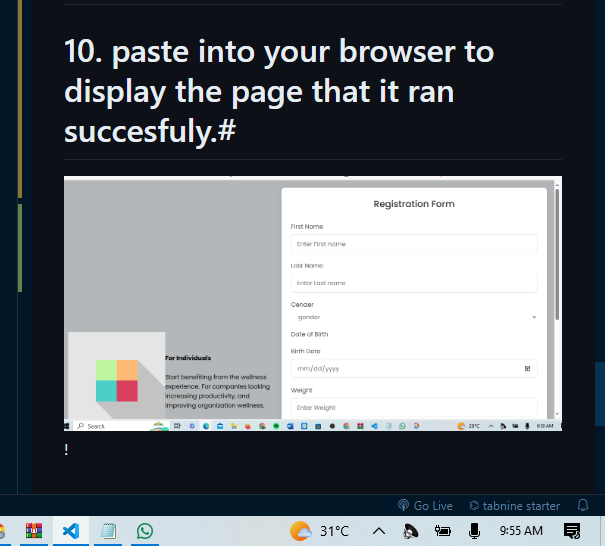 10. paste into your browser to
display the page that it ran
succesfuly.#
Registration Form
First Name
Enter First name
Last Name
Enter Last name
Gender
gender
Date of Birth
For Individuals
Birth Date
Start benefiting from the wellness
mm/dd/yyyy
experience. For companies looking
increasing productivity, and
Weight
improving organization wellness.
Enter Weight
Search
29°C
!
Go Live
tabnine starter
31°C
9:55 AM